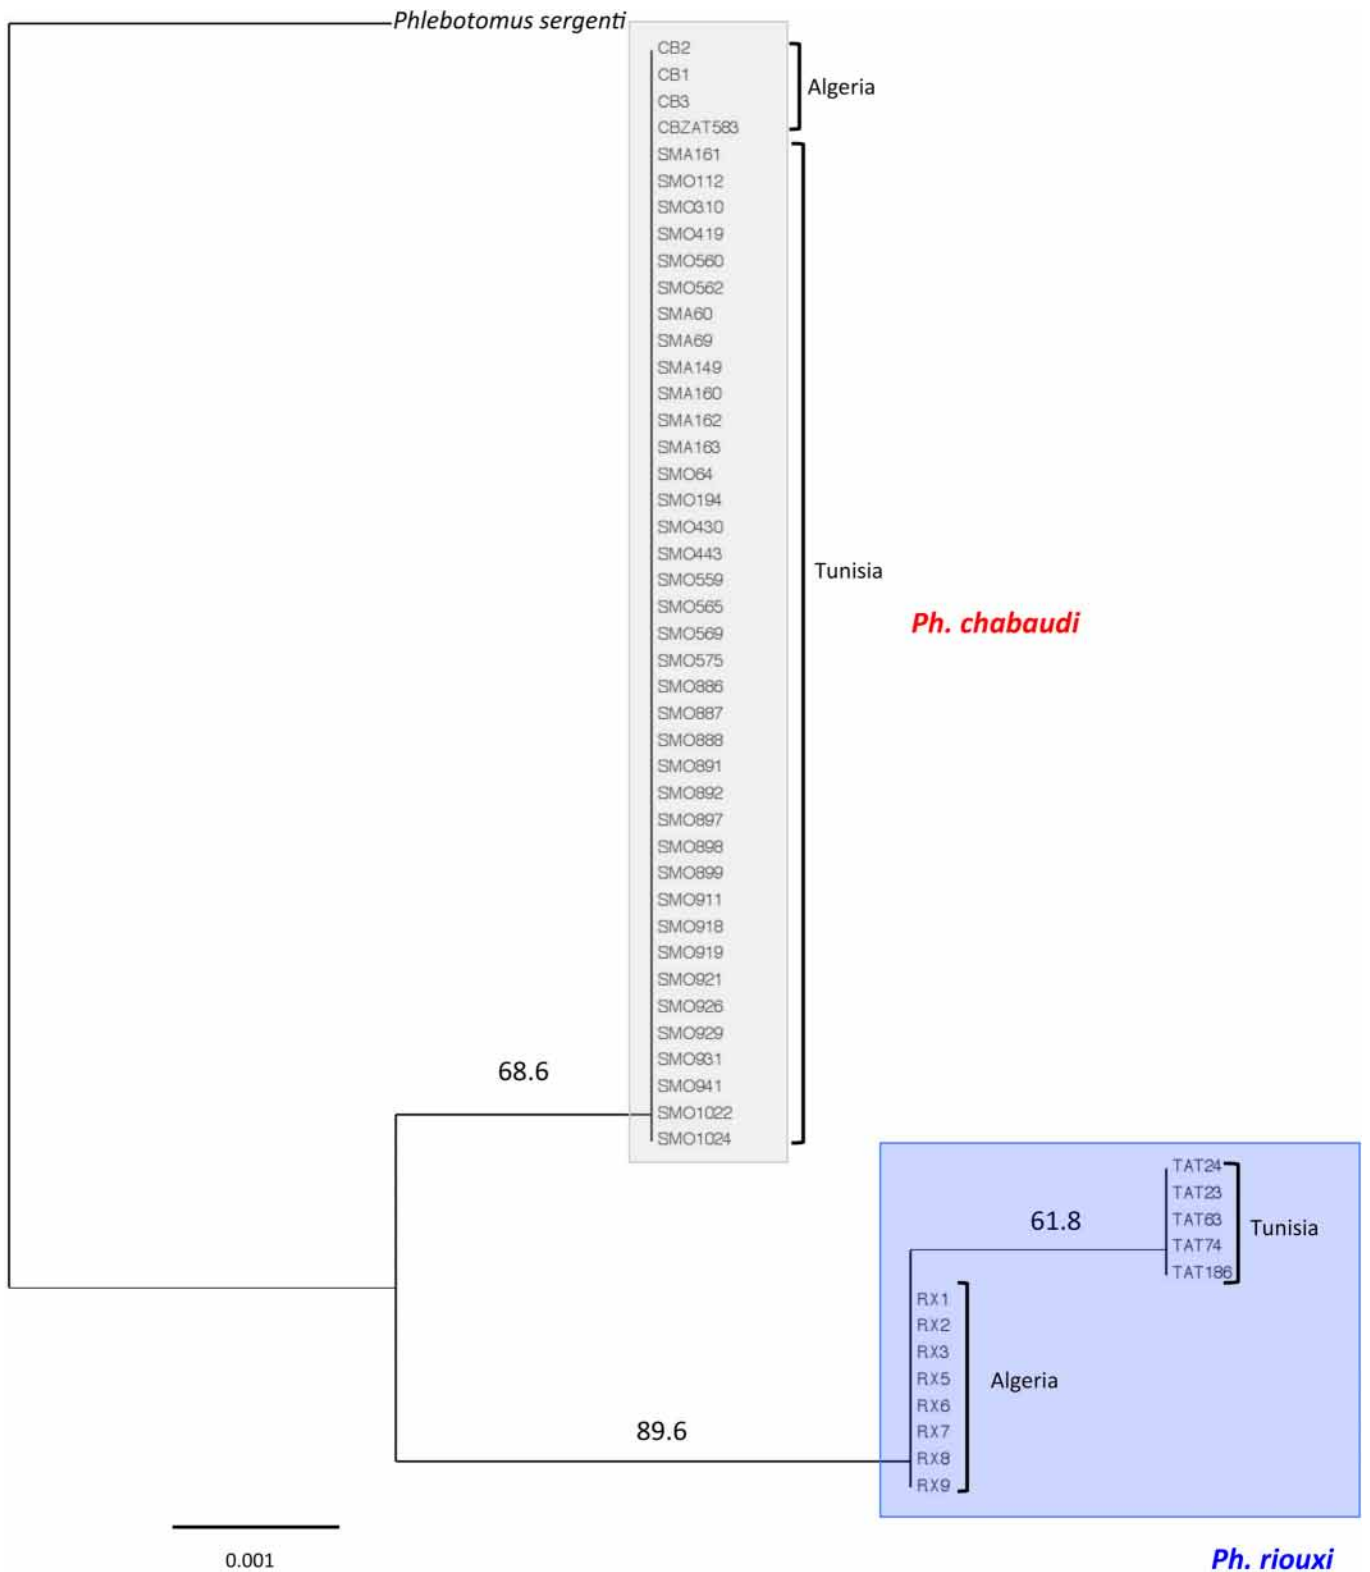 Phlebotomus sergenti
CB2
CB1
CB3
CBZAT583
Algeria
SMA161
SMO112
SMO310
SMO419
SMO560
SMO562
SMA60
SMA69
SMA149
SMA160
SMA162
SMA163
SMO64
SMO194
SMO430
SMO443
SMO559
SMO565
SMO569
SMO575
SMO886
SMO887
SMO888
SMO891
SMO892
SMO897
SMO898
SMO899
SMO911
SMO918
SMO919
SMO921
SMO926
SMO929
SMO931
SMO941
SMO1022
SMO1024
Tunisia
Ph. chabaudi
68.6
TAT24
TAT23
TAT63
TAT74
TAT186
Tunisia
61.8
RX1
RX2
RX3
RX5
RX6
RX7
RX8
RX9
Algeria
89.6
0.001
Ph. riouxi